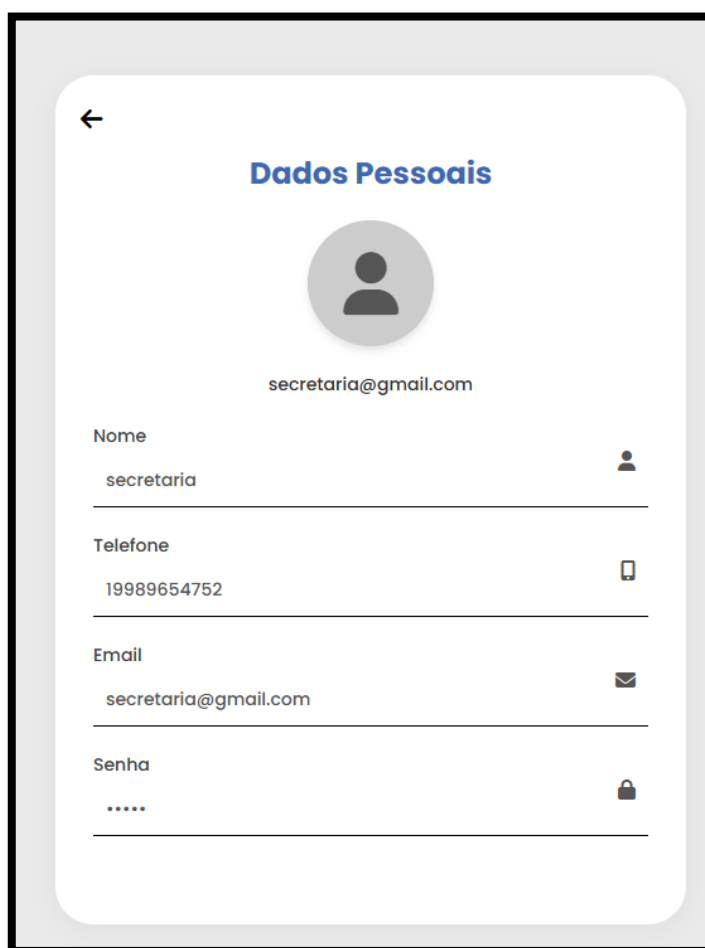 Dados Pessoais
secretaria@gmail.com
Nome
secretaria
Telefone
19989654752
Email
secretaria@gmail.com
Senha
•••••